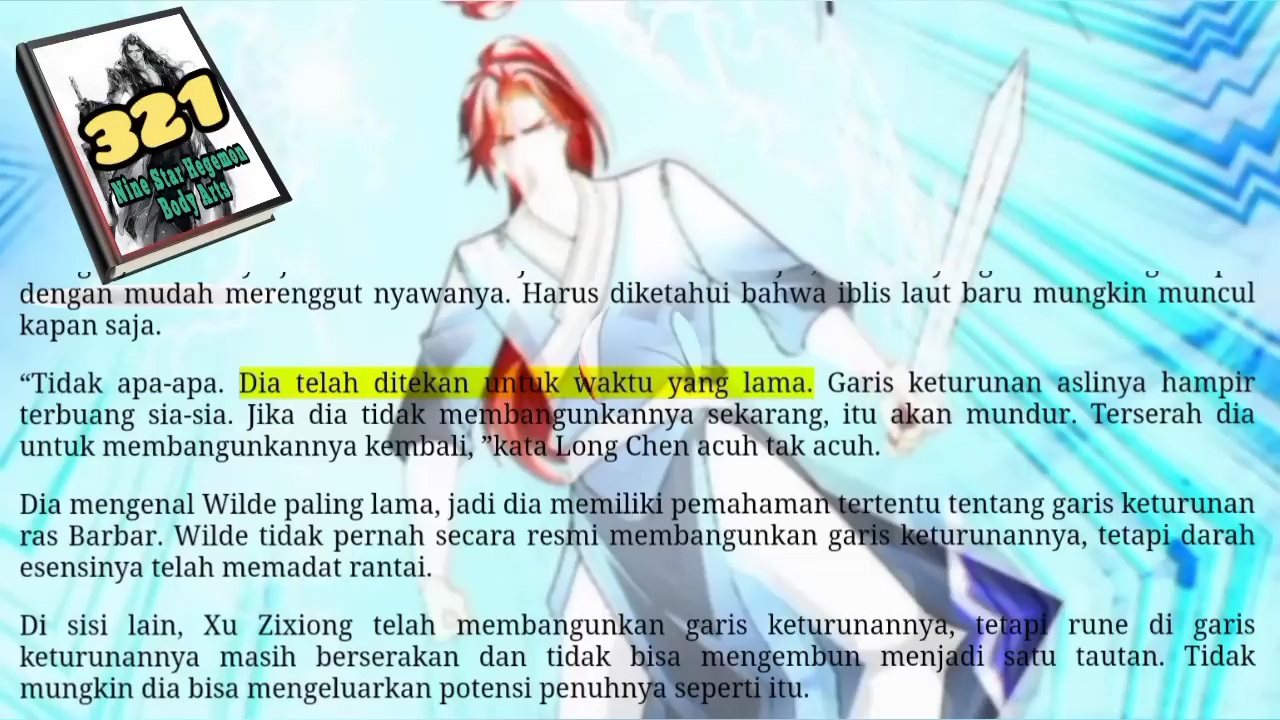 321
Nine Star Hegemon
Body Arts
dengan mudah merenggut nyawanya. Harus diketahui bahwa iblis laut baru mungkin muncul
kapan saja.
“Tidak apa-apa. Dia telah ditekan untuk waktu yang lama. Garis keturunan aslinya hampir
terbuang sia-sia. Jika dia tidak membangunkannya sekarang, itu akan mundur. Terserah dia
untuk membangunkannya kembali, ”kata Long Chen acuh tak acuh.
Dia mengenal Wilde paling lama, jadi dia memiliki pemahaman tertentu tentang garis keturunan
ras Barbar. Wilde tidak pernah secara resmi membangunkan garis keturunannya, tetapi darah
esensinya telah memadat rantai.
Di sisi lain, Xu Zixiong telah membangunkan garis keturunannya, tetapi rune di garis
keturunannya masih berserakan dan tidak bisa mengembun menjadi satu tautan. Tidak
mungkin dia bisa mengeluarkan potensi penuhnya seperti itu.